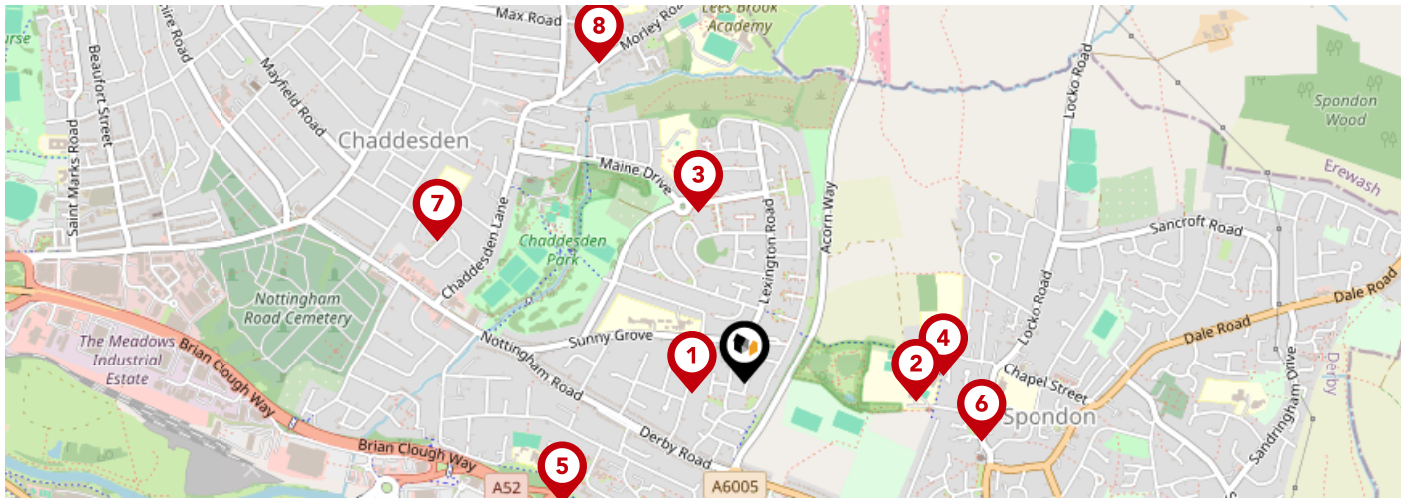 Max Road
8
Morley Roa
Lees Brook
Academy
hire Road
Beaufort Street
Mayfield Road
Locko Road
Spondon
Wood
Chaddesden
Saint Marks Road
Maine Drive
3
Erewash
7
Chaddesden Lane
Chaddesden
Park
Lexington Road
Acorn Way
Sancroft Road
Nottingham
Road Cemetery
Locko Road
Dale Road
Dale Road
The Meadows
Industrial
Estate
Brian Clough Way
Nottingham Road
Sunny Grove
1
4
2
Chapel Street
6
Spondon
Sandringham Drive
Derby
Derby Road
Brian Clough Way
5
A52
A6005